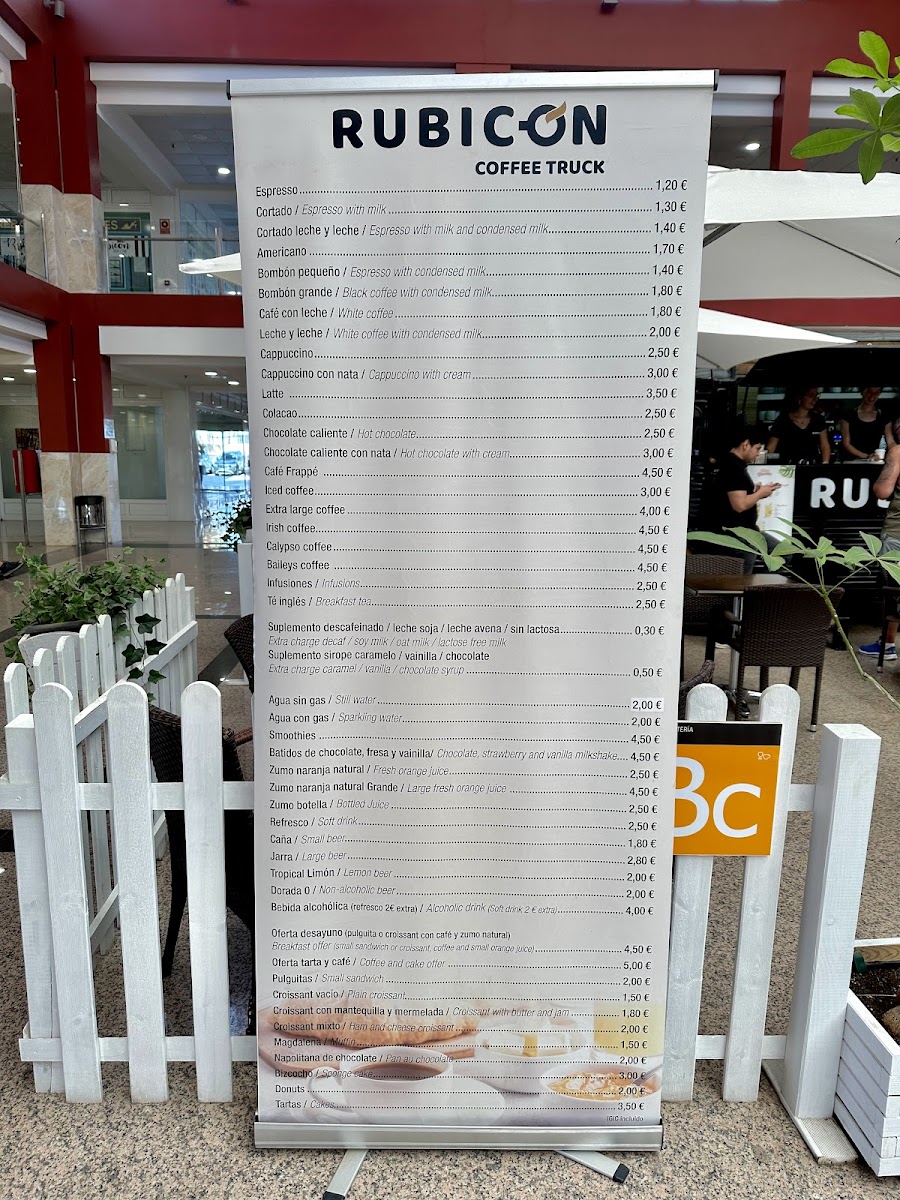 RUBICON
COFFEE TRUCK
Espresso 1,20 €
Cortado / Espresso with milk 1,30 €
Cortado leche y leche / Espresso with milk and condensed milk 1,40 €
Americano 1,70 €
Bombón pequeño / Espresso with condensed milk 1,40 €
Bombón grande / Black coffee with condensed milk 1,80 €
Café con leche / White coffee 1,80 €
Leche y leche / White coffee with condensed milk 2,00 €
Cappuccino 2,50 €
Cappuccino con nata / Cappuccino with cream 3,00 €
Latte 3,50 €
Colacao 2,50 €
Chocolate caliente / Hot chocolate 2,50 €
Chocolate caliente con nata / Hot chocolate with cream 3,00 €
Café Frappé 4,50 €
Iced coffee 3,00 €
Extra large coffee 4,00 €
Irish coffee 4,50 €
Calypso coffee 4,50 €
Baileys coffee 4,50 €
Infusiones / Infusions 2,50 €
Té inglés / Breakfast tea 2,50 €
Suplemento descafeinado / leche soja / leche avena / sin lactosa 0,30 €
Extra charge decaf / soy milk / oat milk / lactose free milk
Suplemento sirope caramelo / vainilla / chocolate
Extra charge caramel / vanilla / chocolate syrup 0,50 €
Agua sin gas / Still water 2,00 €
Agua con gas / Sparkling water 2,00 €
Smoothies 4,50 €
Batidos de chocolate, fresa y vainilla/ Chocolate, strawberry and vanilla milkshake 4,50 €
Zumo naranja natural / Fresh orange juice 2,50 €
Zumo naranja natural Grande / Large fresh orange juice 4,50 €
Zumo botella / Bottled Juice 2,50 €
Refresco / Soft drink 2,50 €
Caña / Small beer 1,80 €
Jarra / Large beer 2,80 €
Tropical Limón / Lemon beer 2,00 €
Dorada 0 / Non-alcoholic beer 2,00 €
Bebida alcohólica (refresco 2€ extra) / Alcoholic drink (Soft drink 2 € extra) 4,00 €
Oferta desayuno (pulguita o croissant con café y zumo natural)
Breakfast offer (small sandwich or croissant, coffee and small orange juice) 4,50 €
Oferta tarta y café / Coffee and cake offer 5,00 €
Pulguitas / Small sandwich 2,00 €
Croissant vacio / Plain croissant 1,50 €
Croissant con mantequilla y mermelada / Croissant with butter and jam 1,80 €
Croissant mixto / Ham and cheese croissant 2,00 €
Magdalena / Muffin 1,50 €
Napolitana de chocolate / Pan au chocolate 2,00 €
Bizcocho / Sponge cake 3,00 €
Donuts 2,00 €
Tartas / Cakes 3,50 €
IGIC incluido
RU
TERÍA
Bc